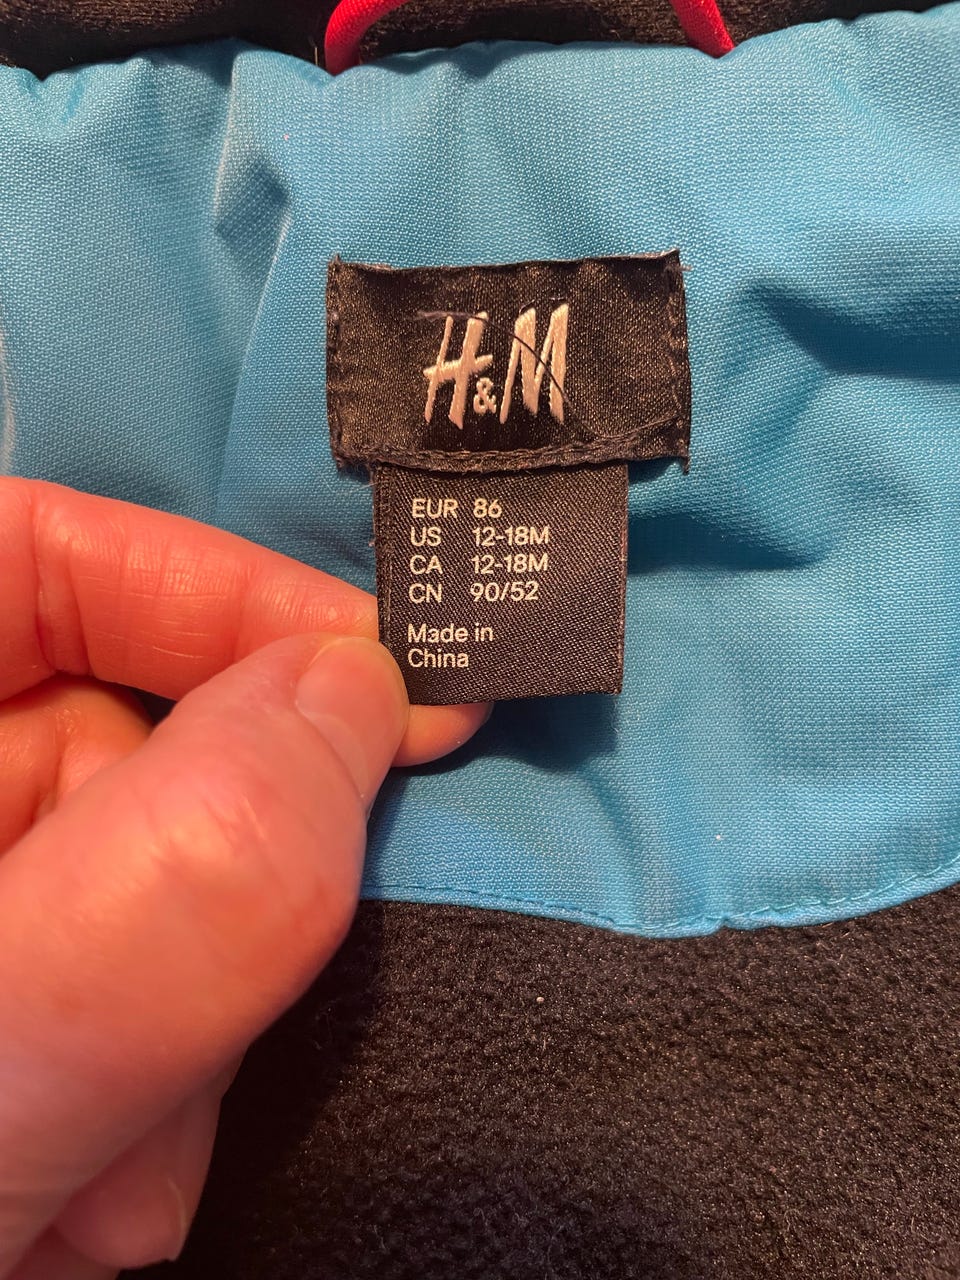 H&M
EUR 86
US 12-18M
CA 12-18M
CN 90/52
Made in
China